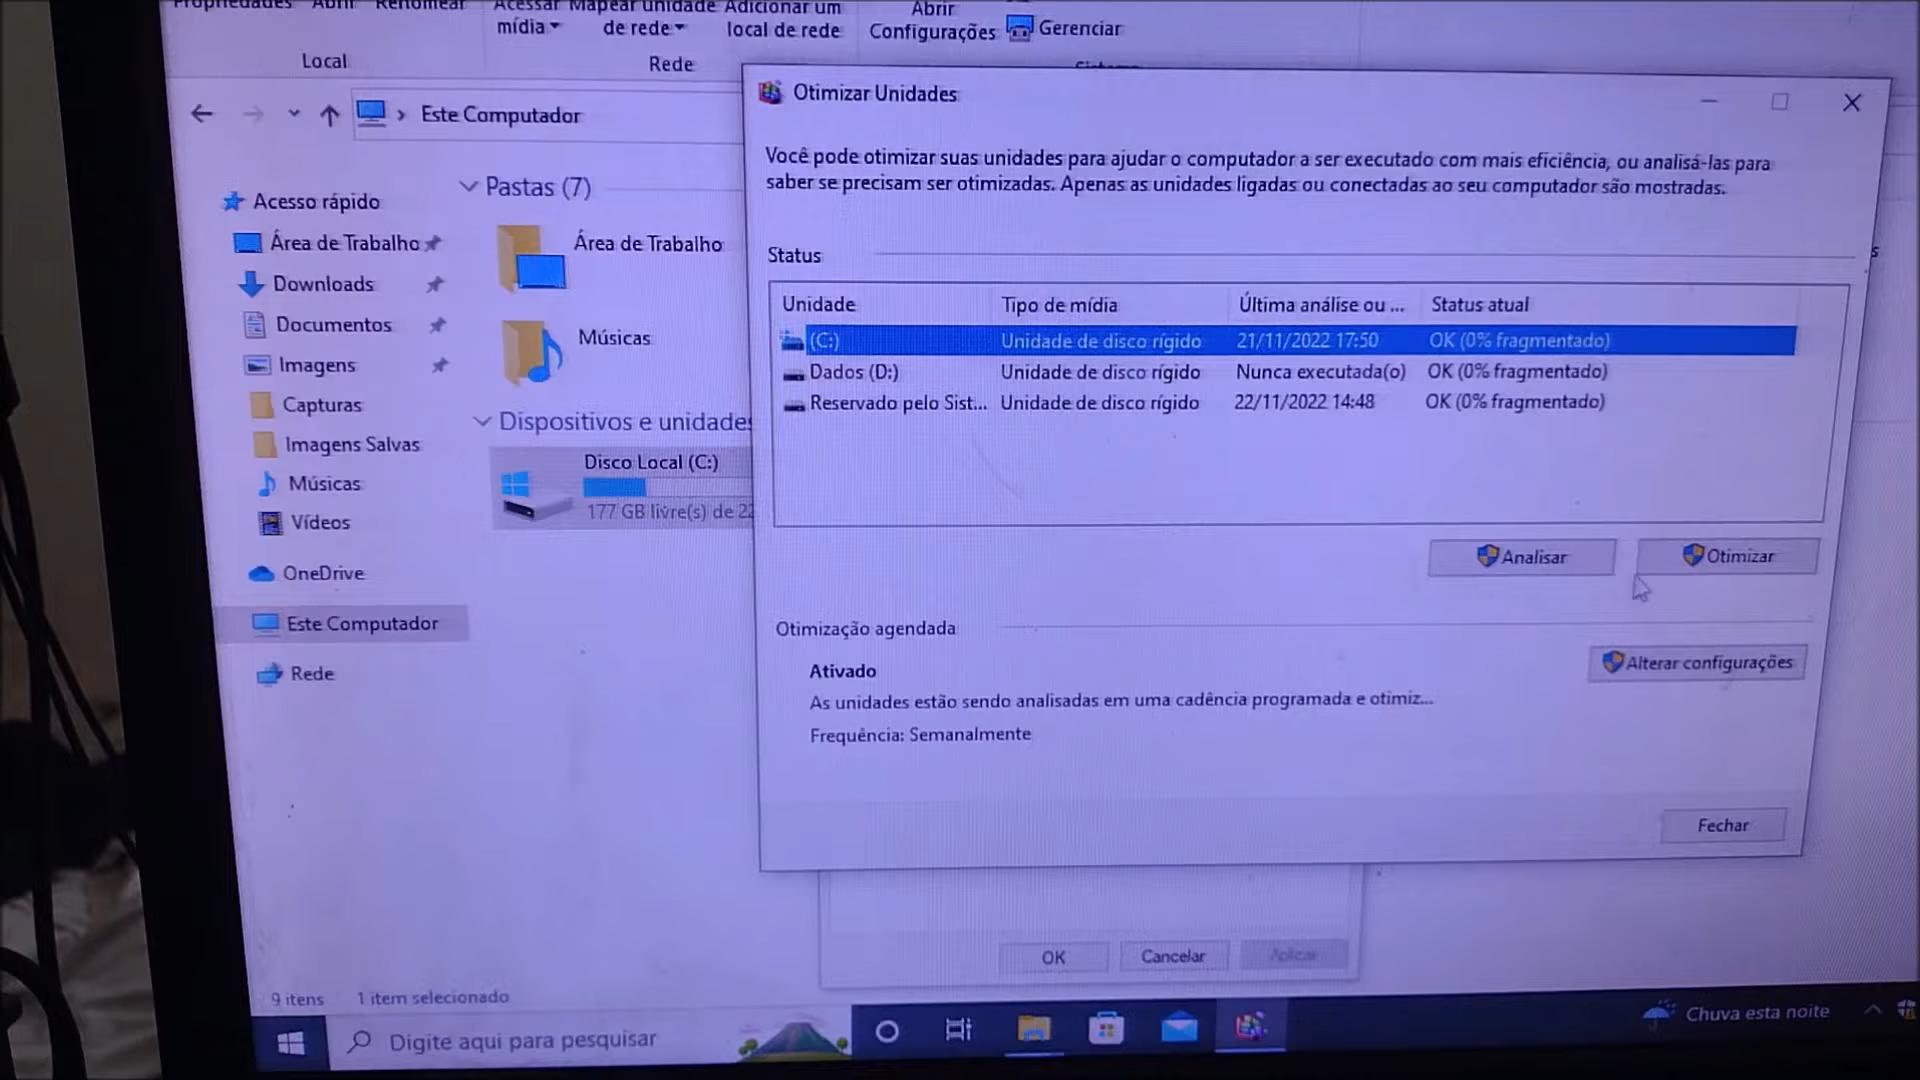 Propriedades Abrir Renomear Acessar Mapear unidade Adicionar um Abrir
mídia de rede local de rede Configurações Gerenciar
Local Rede Sistema
Otimizar Unidades
Este Computador
Você pode otimizar suas unidades para ajudar o computador a ser executado com mais eficiência, ou analisá-las para
saber se precisam ser otimizadas. Apenas as unidades ligadas ou conectadas ao seu computador são mostradas.
Status
Unidade Tipo de mídia Última análise ou ... Status atual
(C:) Unidade de disco rígido 21/11/2022 17:50 OK (0% fragmentado)
Dados (D:) Unidade de disco rígido Nunca executada(o) OK (0% fragmentado)
Reservado pelo Sist... Unidade de disco rígido 22/11/2022 14:48 OK (0% fragmentado)
Analisar Otimizar
Otimização agendada
Ativado
Alterar configurações
As unidades estão sendo analisadas em uma cadência programada e otimiz...
Frequência: Semanalmente
Fechar
Acesso rápido
Área de Trabalho
Downloads
Documentos
Imagens
Capturas
Imagens Salvas
Músicas
Vídeos
OneDrive
Este Computador
Rede
Pastas (7)
Área de Trabalho
Músicas
Dispositivos e unidades
Disco Local (C:)
177 GB livre(s) de 22
OK Cancelar Aplicar
9 itens 1 item selecionado
Digite aqui para pesquisar
Chuva esta noite